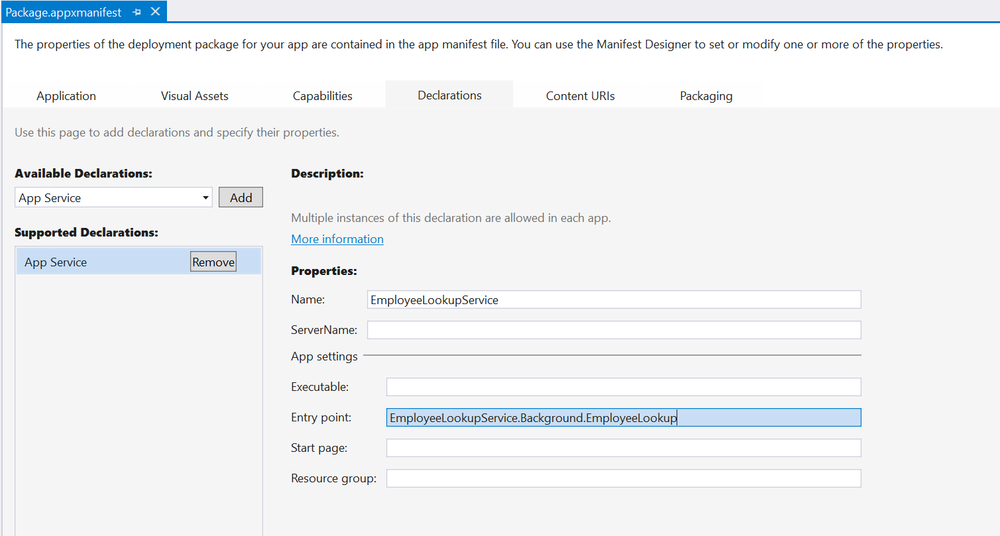 Package.appxmanifest
The properties of the deployment package for your app are contained in the app manifest file. You can use the Manifest Designer to set or modify one or more of the properties.
Application Visual Assets Capabilities Declarations Content URIs Packaging
Use this page to add declarations and specify their properties.
Available Declarations:
App Service Add
Supported Declarations:
App Service Remove
Description:
Multiple instances of this declaration are allowed in each app.
More information
Properties:
Name: EmployeeLookupService
ServerName:
App settings
Executable:
Entry point: EmployeeLookupService.Background.EmployeeLookup
Start page:
Resource group: